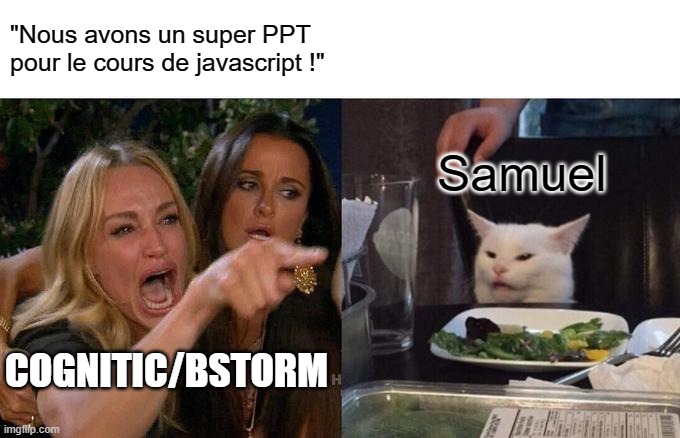 "Nous avons un super PPT
pour le cours de javascript !"
Samuel
COGNITIC/BSTORM
H
imgflip.com